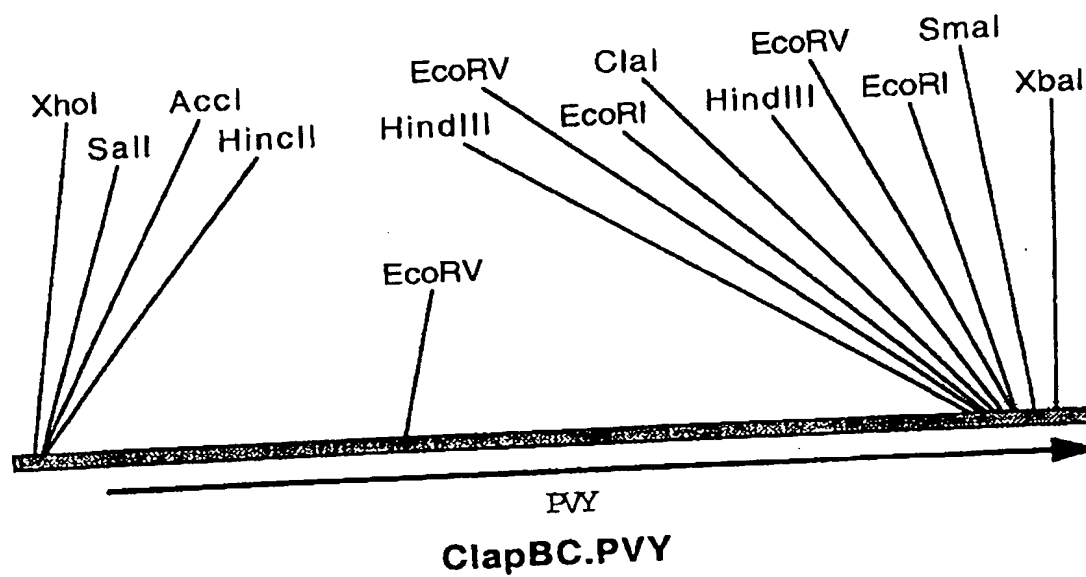 XhoI
SalI
AccI
HincII
HindIII
EcoRV
EcoRI
ClaI
HindIII
EcoRV
EcoRI
SmaI
XbaI
EcoRV
PVY
ClapBC.PVY